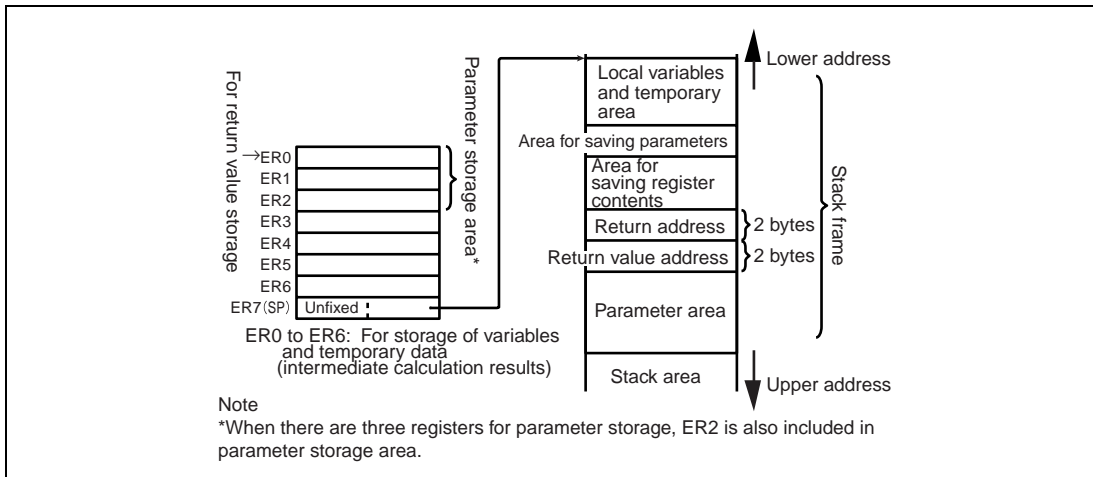 For return value storage
→ER0
ER1
ER2
ER3
ER4
ER5
ER6
ER7(SP)
Unfixed
Parameter storage area*
ER0 to ER6: For storage of variables
and temporary data
(intermediate calculation results)
Local variables
and temporary
area
Area for saving parameters
Area for
saving register
contents
Return address
2 bytes
Return value address
2 bytes
Parameter area
Stack area
Lower address
Stack frame
Upper address
Note
*When there are three registers for parameter storage, ER2 is also included in
parameter storage area.